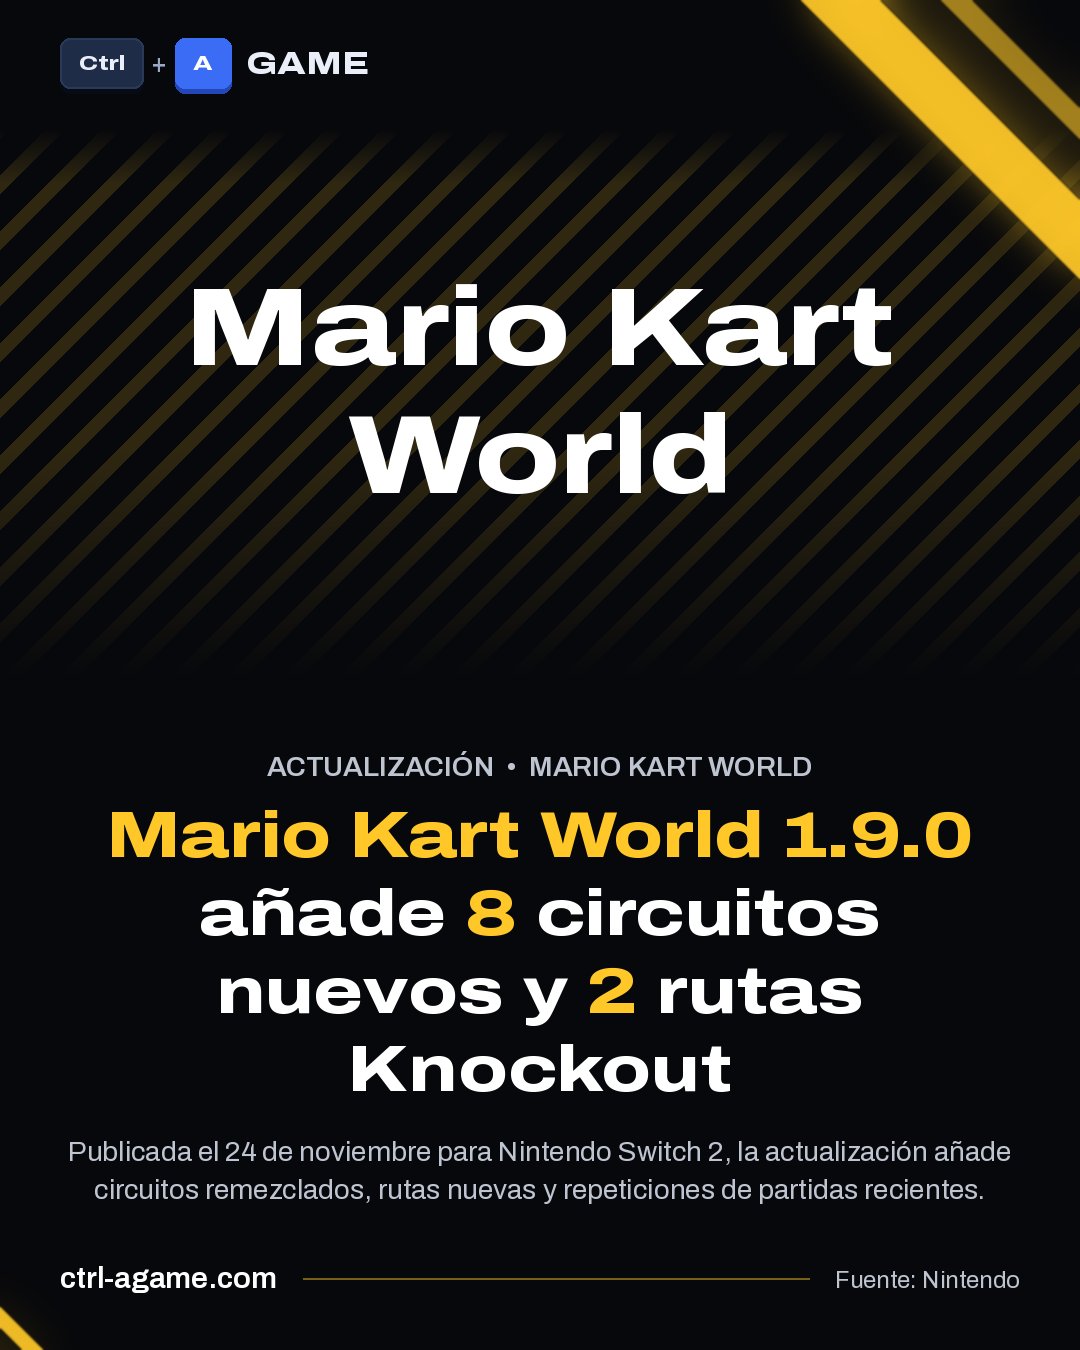 Ctrl + A GAME
Mario Kart
World
ACTUALIZACIÓN • MARIO KART WORLD
Mario Kart World 1.9.0
añade 8 circuitos
nuevos y 2 rutas
Knockout
Publicada el 24 de noviembre para Nintendo Switch 2, la actualización añade
circuitos remezclados, rutas nuevas y repeticiones de partidas recientes.
ctrl-agame.com
Fuente: Nintendo